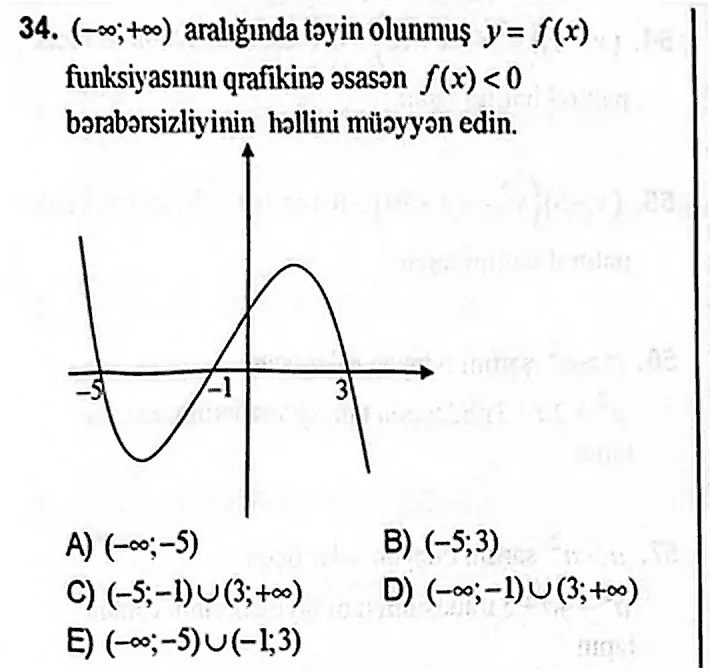 34. (−∞;+∞) aralığında təyin olunmuş y = f(x)
funksiyasının qrafikinə əsasən f(x) < 0
bərabərsizliyinin həllini müəyyən edin.
−5 −1 3
A) (−∞;−5) B) (−5;3)
C) (−5;−1)∪(3;+∞) D) (−∞;−1)∪(3;+∞)
E) (−∞;−5)∪(−1;3)